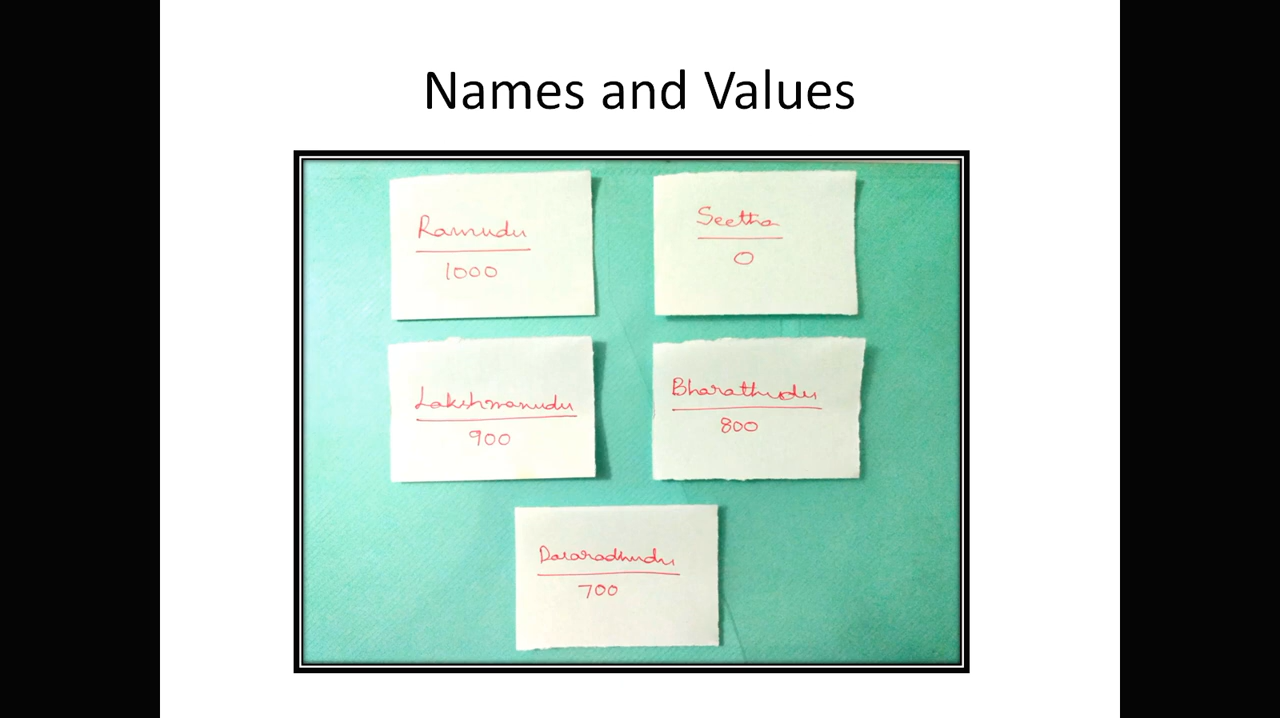 Names and Values
Ramudu
1000
Seetha
0
Lakshmanudu
900
Bharathudu
800
Dasaradhudu
700